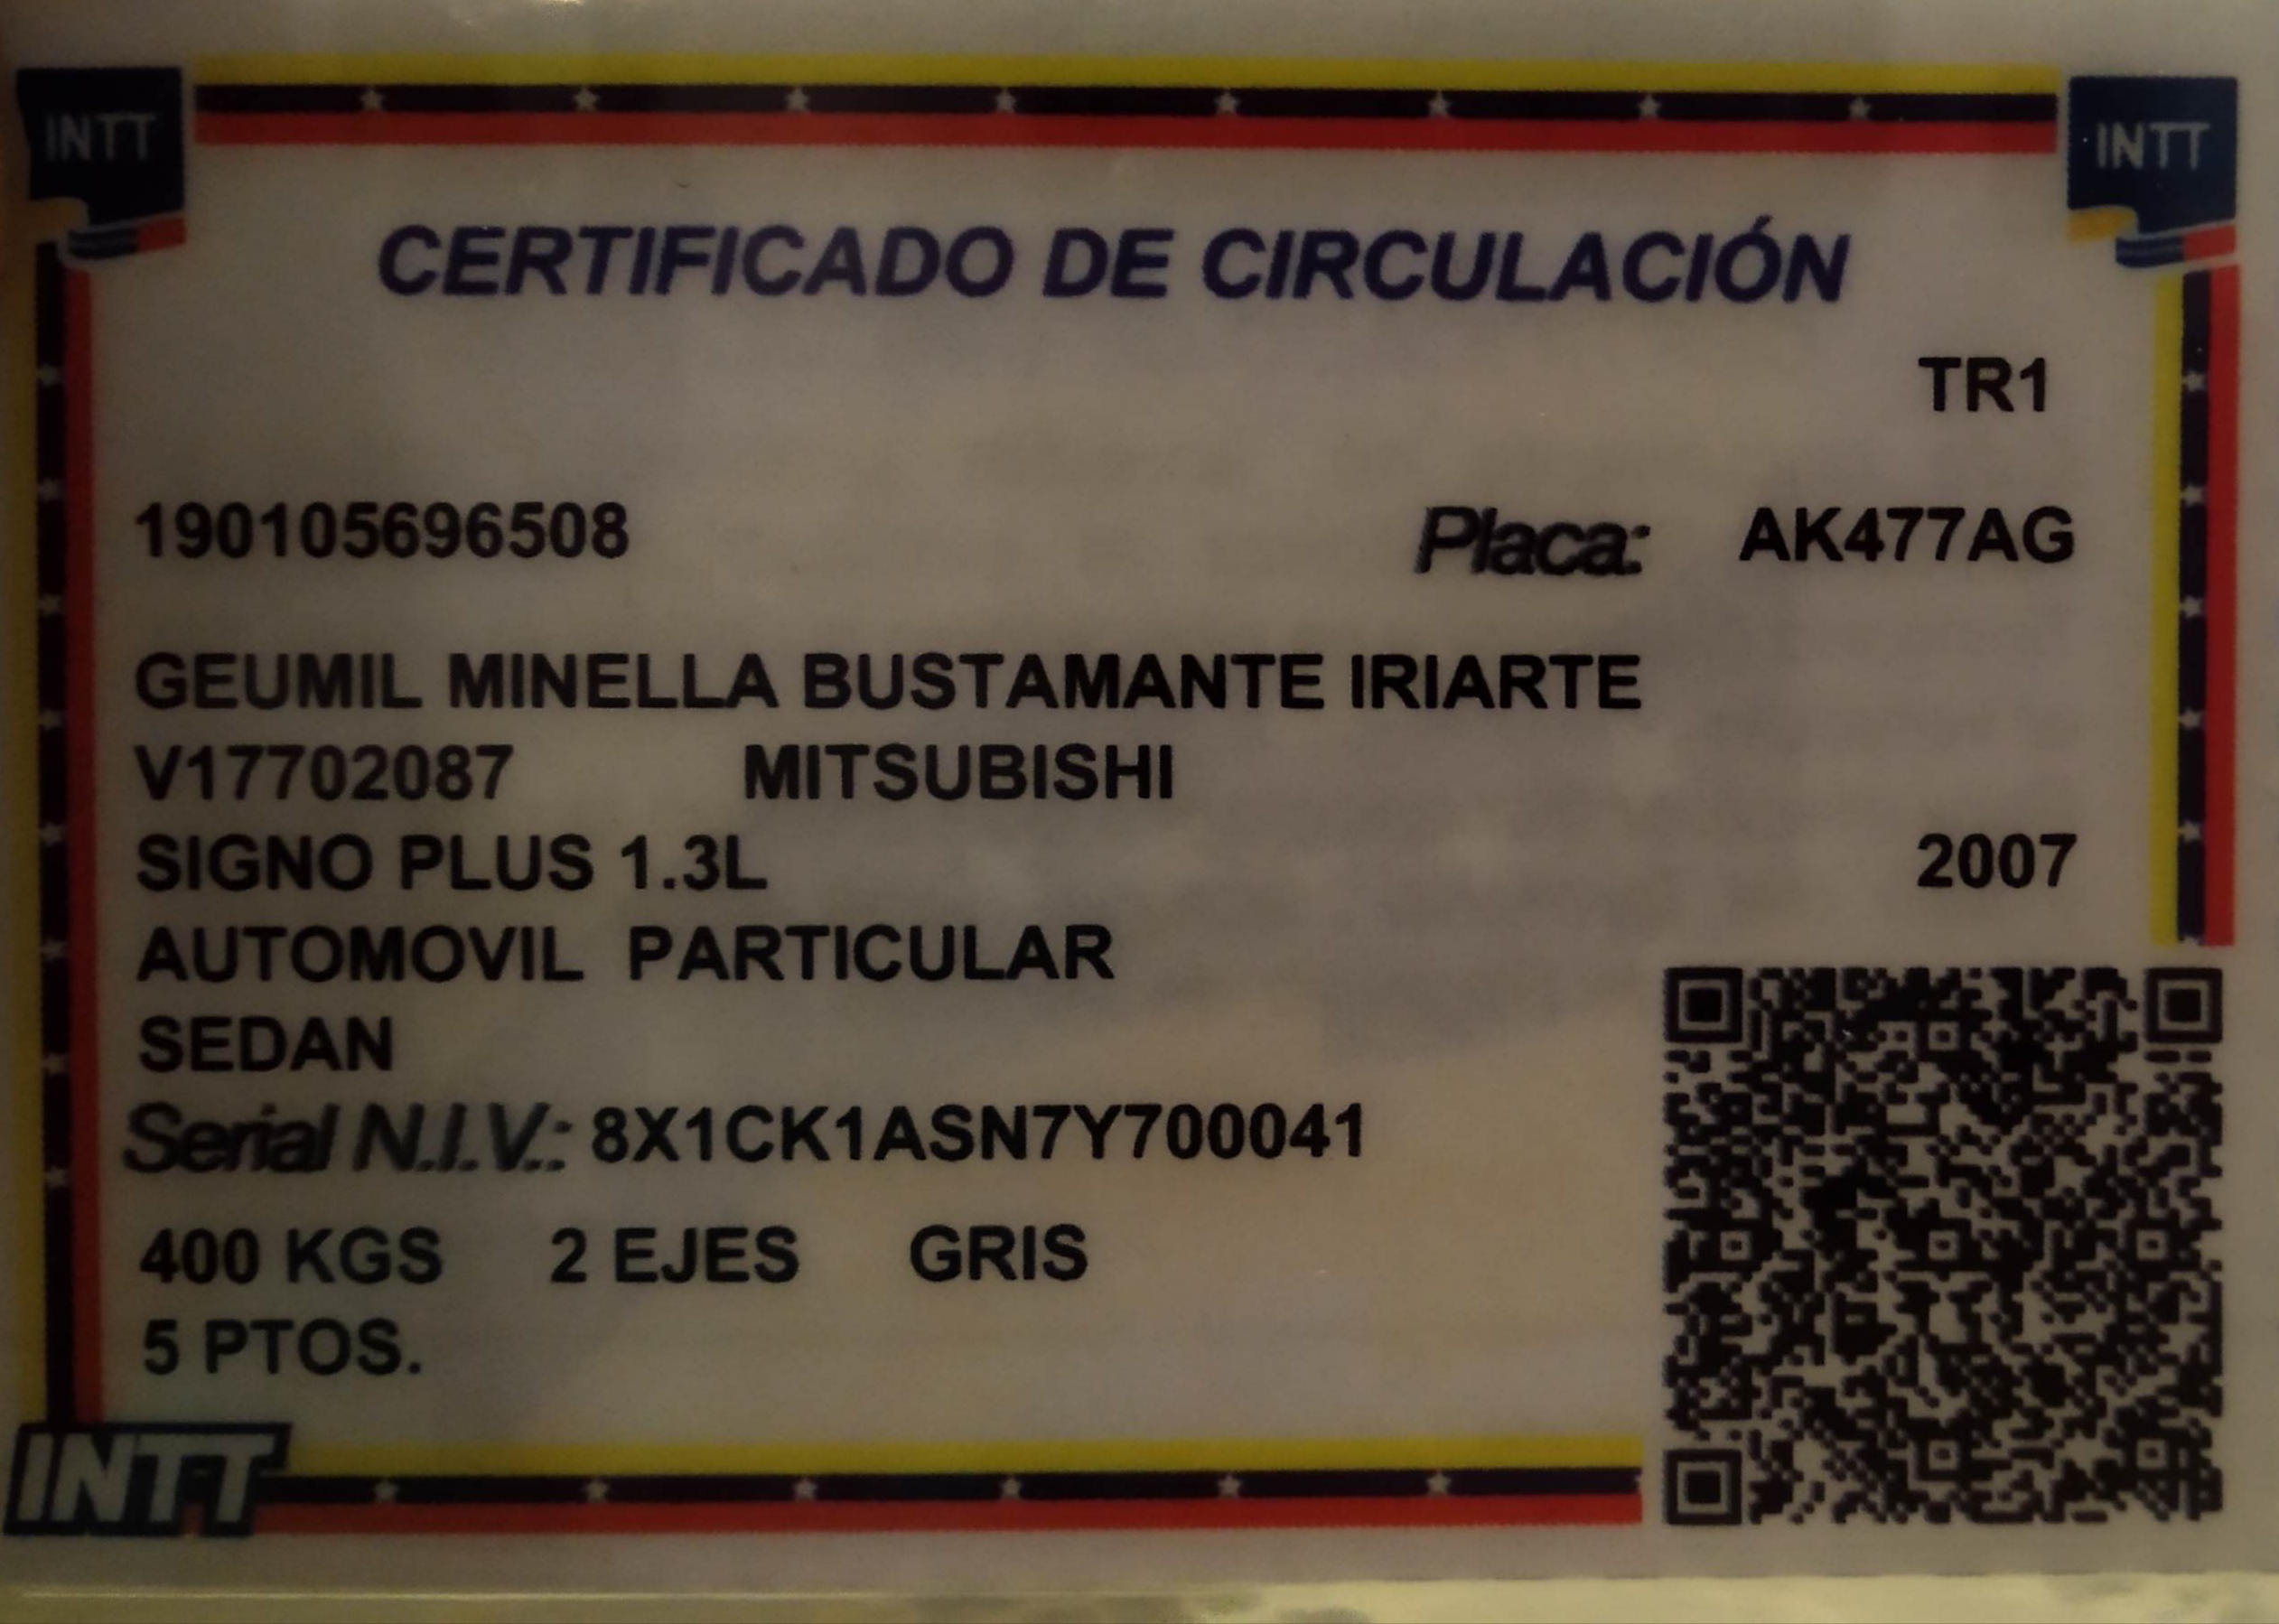 INTT
INTT
CERTIFICADO DE CIRCULACIÓN
TR1
190105696508 Placa: AK477AG
GEUMIL MINELLA BUSTAMANTE IRIARTE
V17702087 MITSUBISHI
SIGNO PLUS 1.3L 2007
AUTOMOVIL PARTICULAR
SEDAN
Serial N.I.V.: 8X1CK1ASN7Y700041
400 KGS 2 EJES GRIS
5 PTOS.
INTT